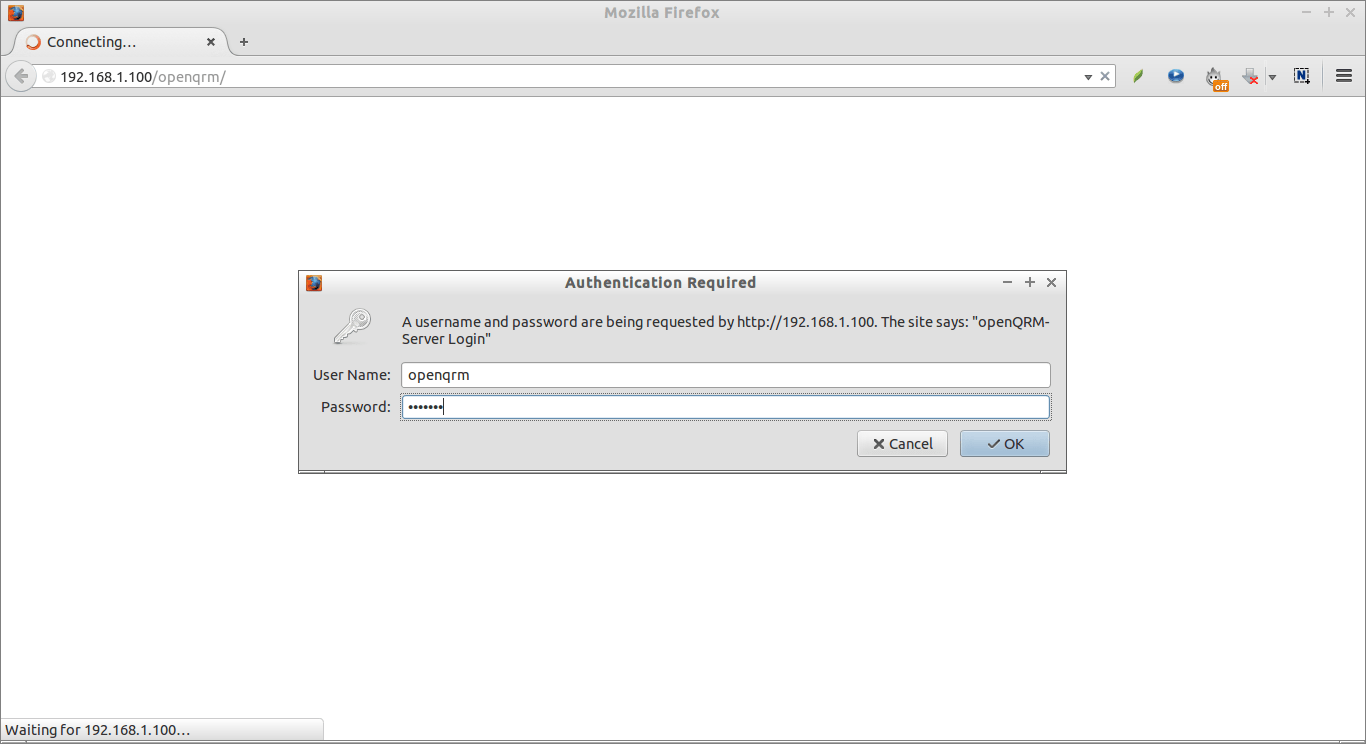 Mozilla Firefox
Connecting...
192.168.1.100/openqrm/
off
N
Authentication Required
A username and password are being requested by http://192.168.1.100. The site says: "openQRM-
Server Login"
User Name: openqrm
Password: •••••••
Cancel OK
Waiting for 192.168.1.100...